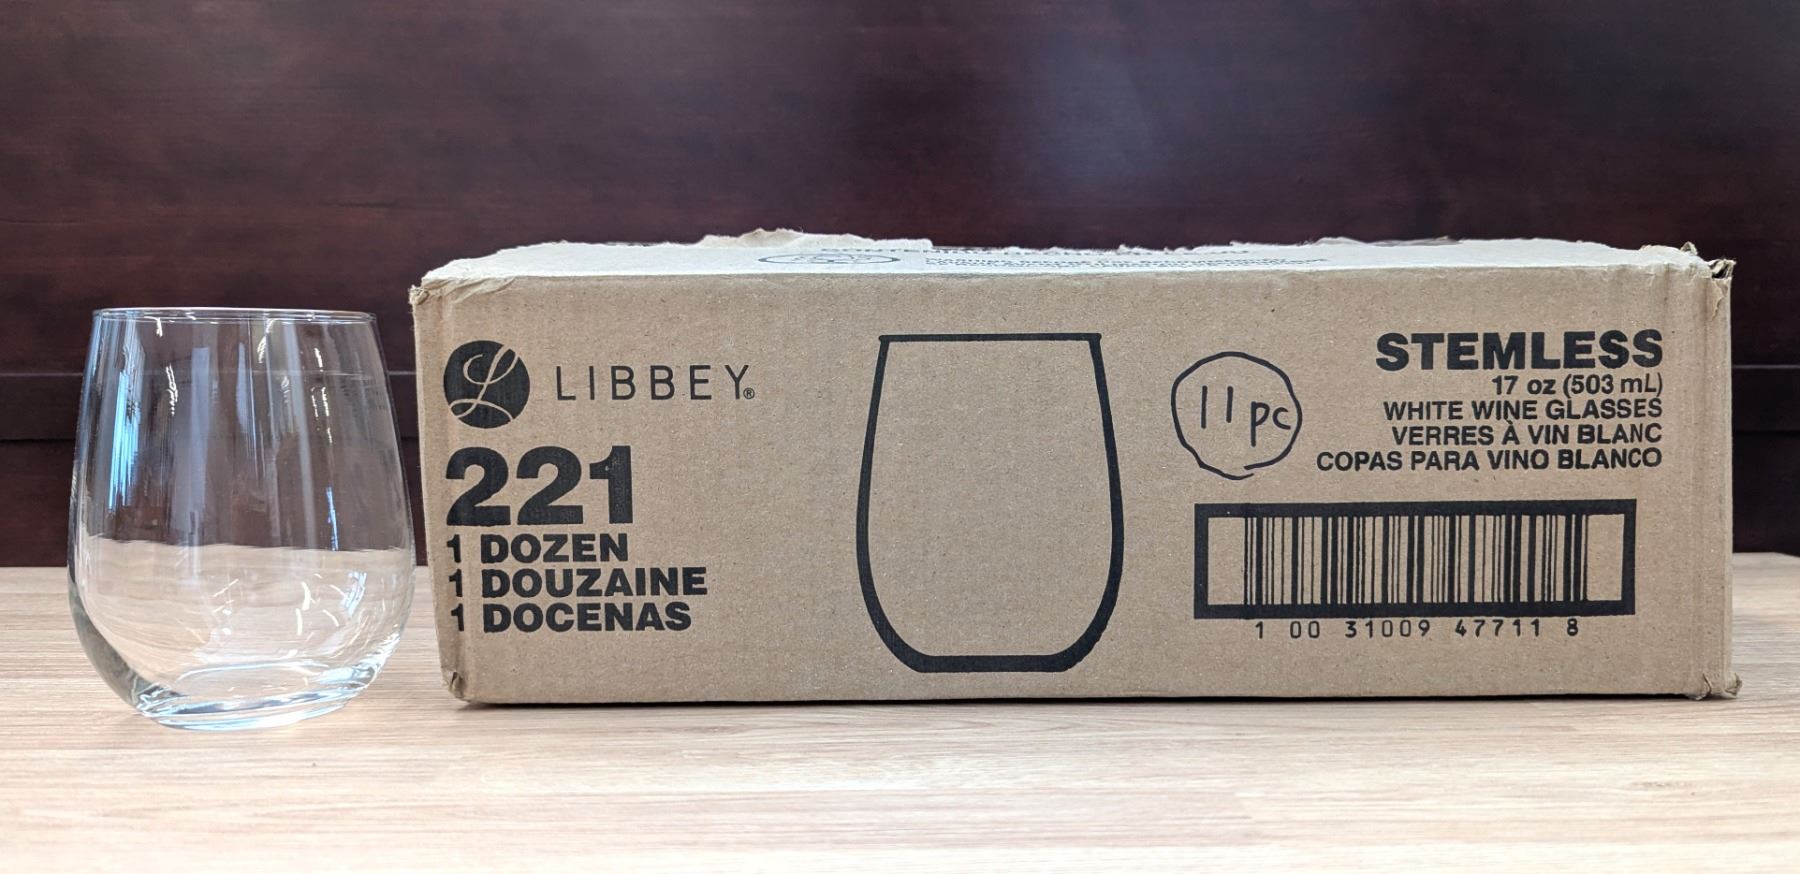 LIBBEY®
221
1 DOZEN
1 DOUZAINE
1 DOCENAS
11 pc
STEMLESS
17 oz (503 mL)
WHITE WINE GLASSES
VERRES À VIN BLANC
COPAS PARA VINO BLANCO
1 00 31009 47711 8